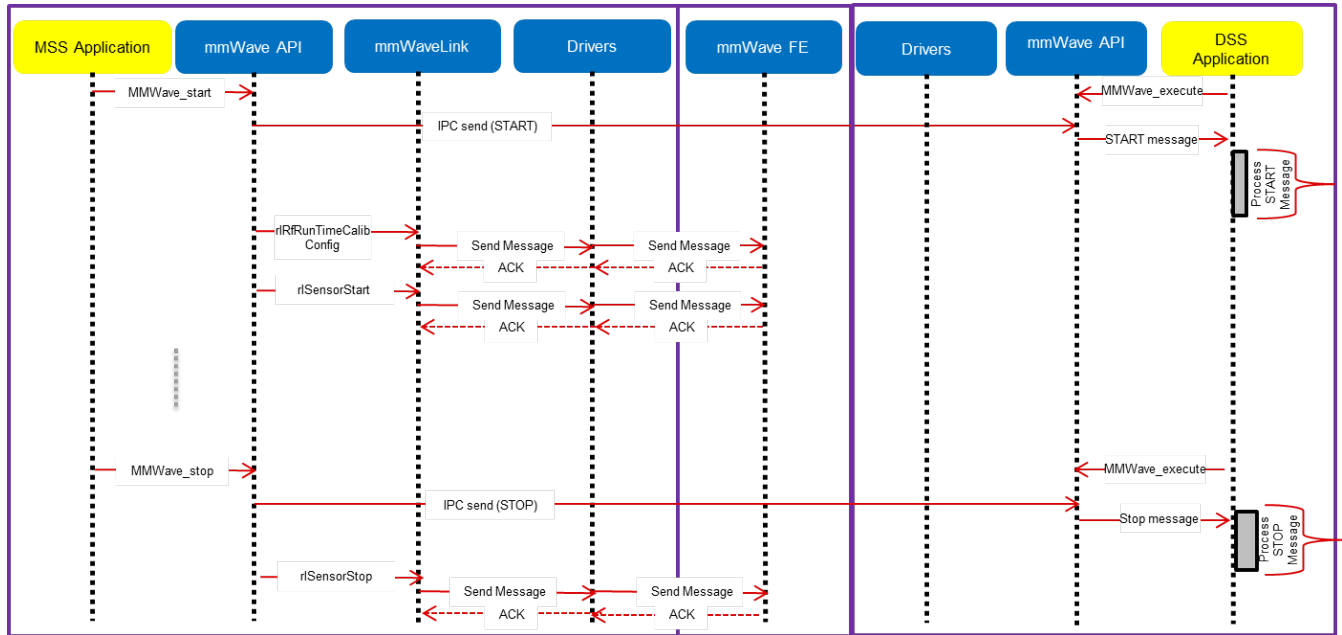 MSS Application
mmWave API
mmWaveLink
Drivers
mmWave FE
Drivers
mmWave API
DSS
Application
MMWave_start
MMWave_execute
IPC send (START)
START message
Process
START
Message
rlRfRunTimeCalib
Config
Send Message
Send Message
ACK
ACK
rlSensorStart
Send Message
Send Message
ACK
ACK
MMWave_stop
MMWave_execute
IPC send (STOP)
Stop message
Process
STOP
Message
rlSensorStop
Send Message
Send Message
ACK
ACK